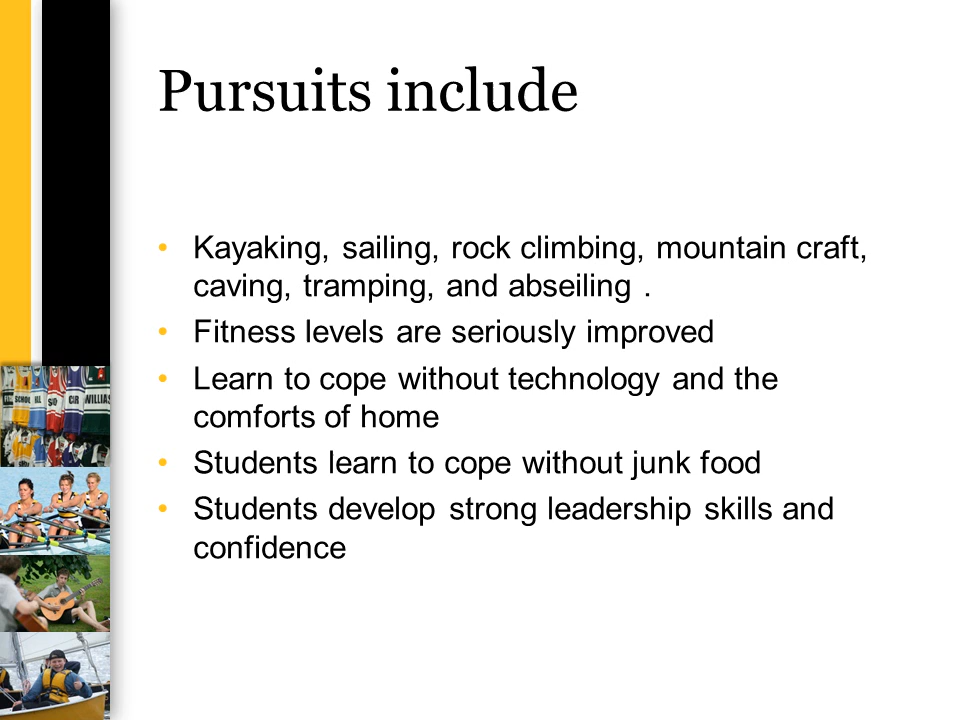 Pursuits include
• Kayaking, sailing, rock climbing, mountain craft,
caving, tramping, and abseiling .
• Fitness levels are seriously improved
• Learn to cope without technology and the
comforts of home
• Students learn to cope without junk food
• Students develop strong leadership skills and
confidence